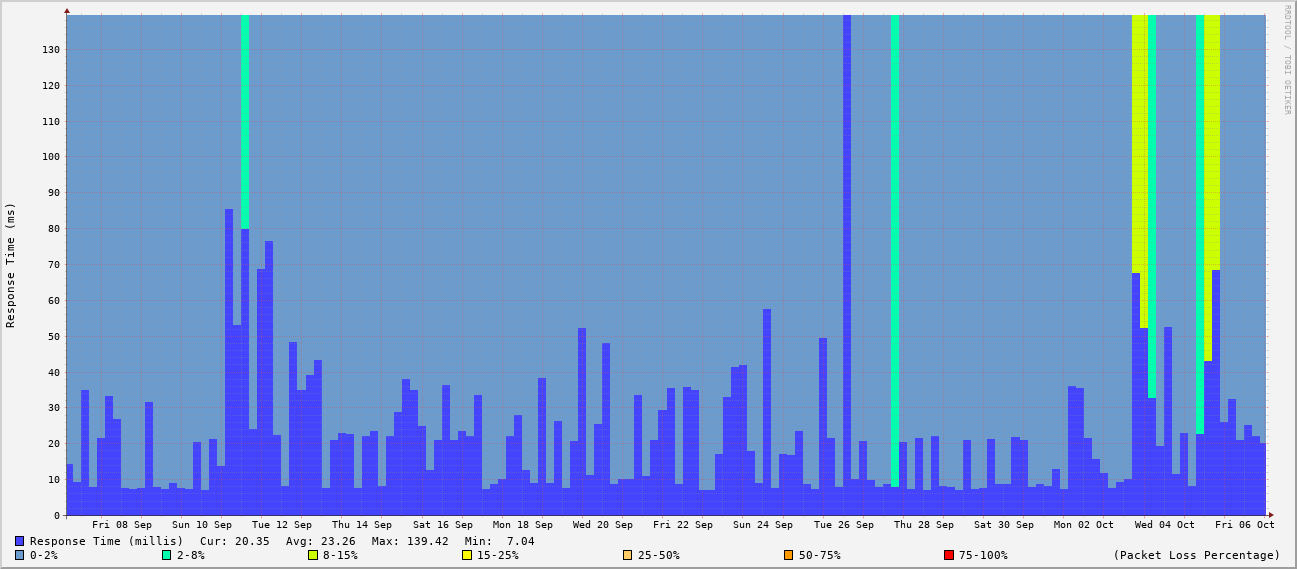 RRDTOOL / TOBI OETIKER
Response Time (ms)
130
120
110
100
90
80
70
60
50
40
30
20
10
0
Fri 08 Sep Sun 10 Sep Tue 12 Sep Thu 14 Sep Sat 16 Sep Mon 18 Sep Wed 20 Sep Fri 22 Sep Sun 24 Sep Tue 26 Sep Thu 28 Sep Sat 30 Sep Mon 02 Oct Wed 04 Oct Fri 06 Oct
Response Time (millis) Cur: 20.35 Avg: 23.26 Max: 139.42 Min: 7.04
0-2% 2-8% 8-15% 15-25% 25-50% 50-75% 75-100% (Packet Loss Percentage)